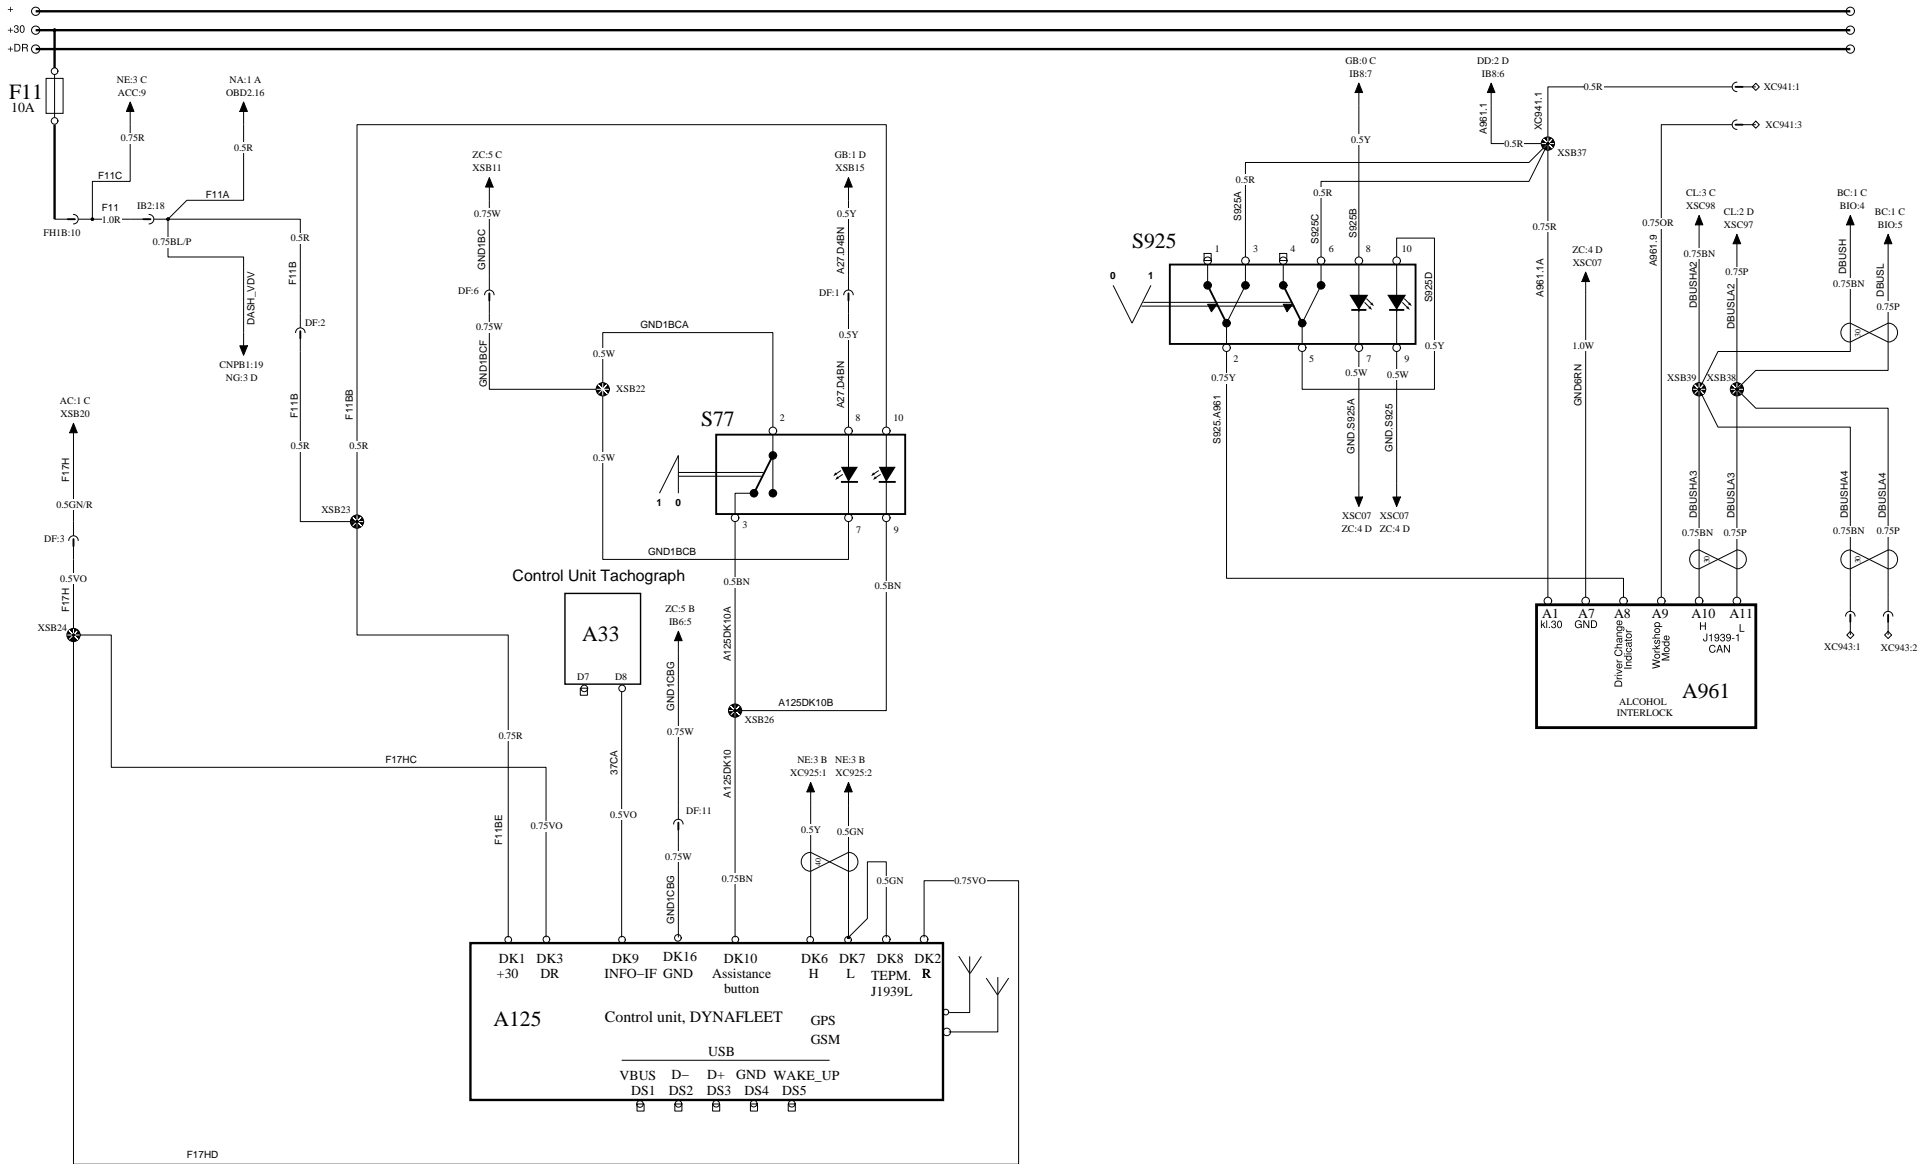 +
+30
+DR
F11
10A
NE:3 C
ACC:9
0.75R
F11C
NA:1 A
OBD2.16
0.5R
F11A
F11
1.0R
IB2:18
FH1B:10
0.75BL/P
DASH_VDV
CNPB1:19
NG:3 D
0.5R
F11B
DF:2
F11B
0.5R
F11BB
0.5R
XSB23
AC:1 C
XSB20
F17H
0.5GN/R
DF:3
0.5VO
F17H
XSB24
F17HC
F17HD
ZC:5 C
XSB11
0.75W
GND1BC
DF:6
0.75W
GND1BCF
GND1BCA
0.5W
XSB22
0.5W
GND1BCB
GB:1 D
XSB15
0.5Y
A27.D4BN
DF:1
0.5Y
A27.D4BN
S77
2
8
10
1 0
3
7
9
0.5BN
A125DK10A
0.5BN
A125DK10B
XSB26
A125DK10
0.75BN
Control Unit Tachograph
A33
D7
D8
37CA
0.5VO
ZC:5 B
IB6:5
GND1CBG
0.75W
DF:11
0.75W
GND1CBG
0.75R
F11BE
0.75VO
NE:3 B
XC925:1
NE:3 B
XC925:2
0.5Y
0.5GN
40
0.5GN
0.75VO
DK1
+30
DK3
DR
DK9
INFO–IF
DK16
GND
DK10
Assistance
button
DK6
H
DK7
L
DK8
TEPM.
J1939L
DK2
R
A125
Control unit, DYNAFLEET
GPS
GSM
USB
VBUS D– D+ GND WAKE_UP
DS1 DS2 DS3 DS4 DS5
GB:0 C
IB8:7
0.5Y
DD:2 D
IB8:6
A961.1
0.5R
XC941.1
0.5R
XC941:1
XC941:3
XSB37
0.5R
S925A
0.5R
S925C
S925B
S925
0 1
1
3
4
6
8
10
S925D
0.5Y
2
5
7
9
0.75Y
S925.A961
0.5W
GND.S925A
0.5W
GND.S925
XSC07
ZC:4 D
XSC07
ZC:4 D
0.75R
A961.1A
ZC:4 D
XSC07
1.0W
GND6RN
0.75OR
A961.9
CL:3 C
XSC98
0.75BN
DBUSHA2
CL:2 D
XSC97
0.75P
DBUSLA2
BC:1 C
BIO:4
DBUSH
0.75BN
BC:1 C
BIO:5
DBUSL
0.75P
30
XSB39
XSB38
DBUSHA3
0.75BN
DBUSLA3
0.75P
30
DBUSHA4
0.75BN
DBUSLA4
0.75P
30
XC943:1
XC943:2
A1
kl.30
A7
GND
A8
Driver Change
Indicator
A9
Workshop
Mode
A10
H
A11
L
J1939-1
CAN
A961
ALCOHOL
INTERLOCK